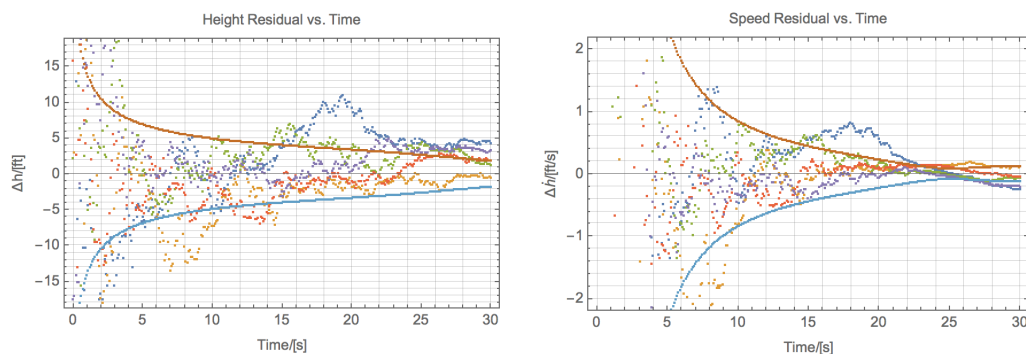 Height Residual vs. Time
Δh/[ft]
15
10
5
0
−5
−10
−15
0 5 10 15 20 25 30
Time/[s]
Speed Residual vs. Time
Δḣ/[ft/s]
2
1
0
−1
−2
0 5 10 15 20 25 30
Time/[s]